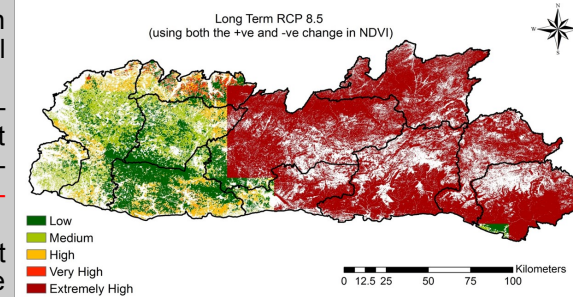 Long Term RCP 8.5
(using both the +ve and -ve change in NDVI)
N
W
E
S
Low
Medium
High
Very High
Extremely High
Kilometers
0 12.5 25 50 75 100